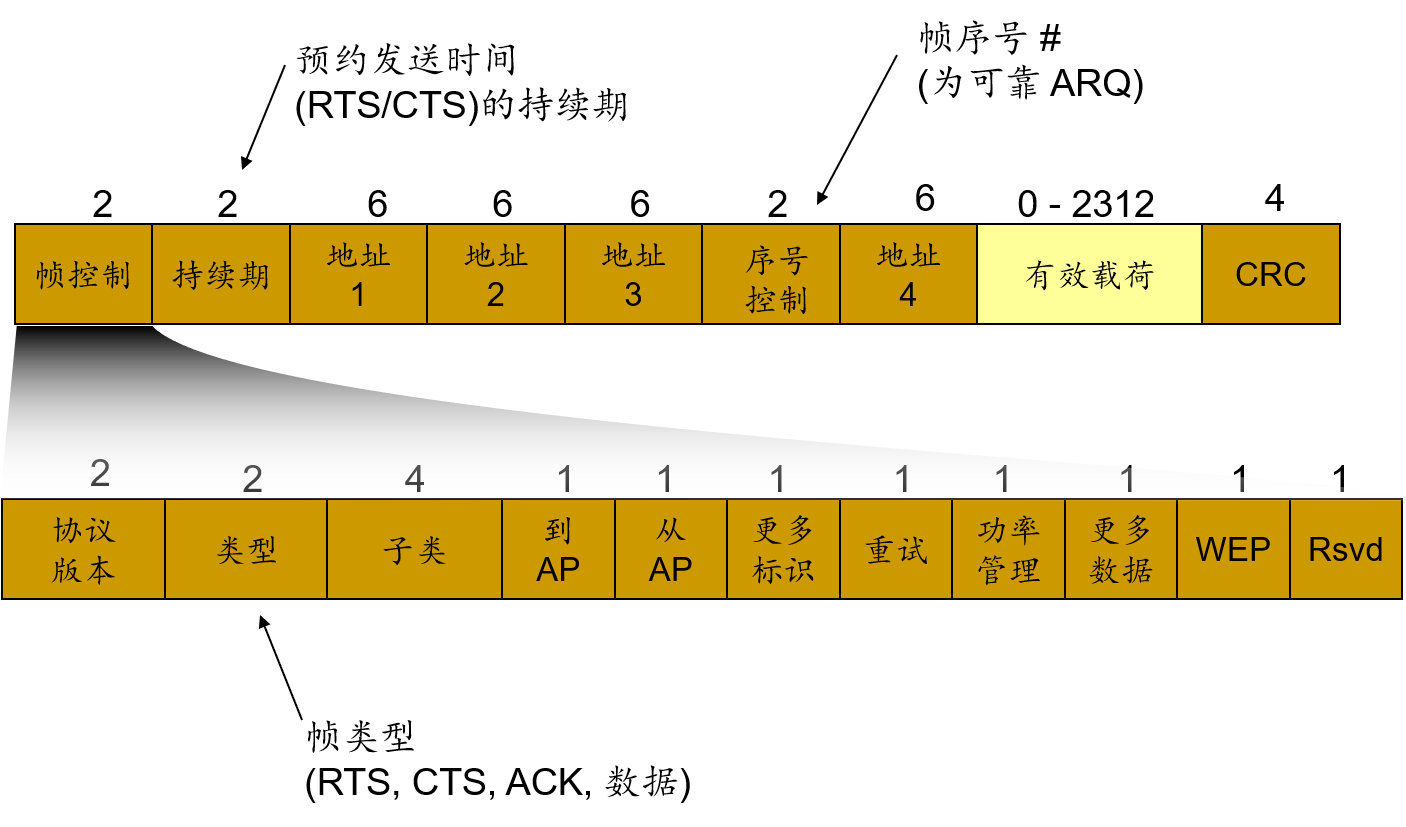 预约发送时间
(RTS/CTS)的持续期
帧序号 #
(为可靠 ARQ)
2 2 6 6 6 2 6 0 - 2312 4
帧控制 持续期 地址 1 地址 2 地址 3 序号 控制 地址 4 有效载荷 CRC
2 2 4 1 1 1 1 1 1 1 1
协议 版本 类型 子类 到 AP 从 AP 更多 标识 重试 功率 管理 更多 数据 WEP Rsvd
帧类型
(RTS, CTS, ACK, 数据)